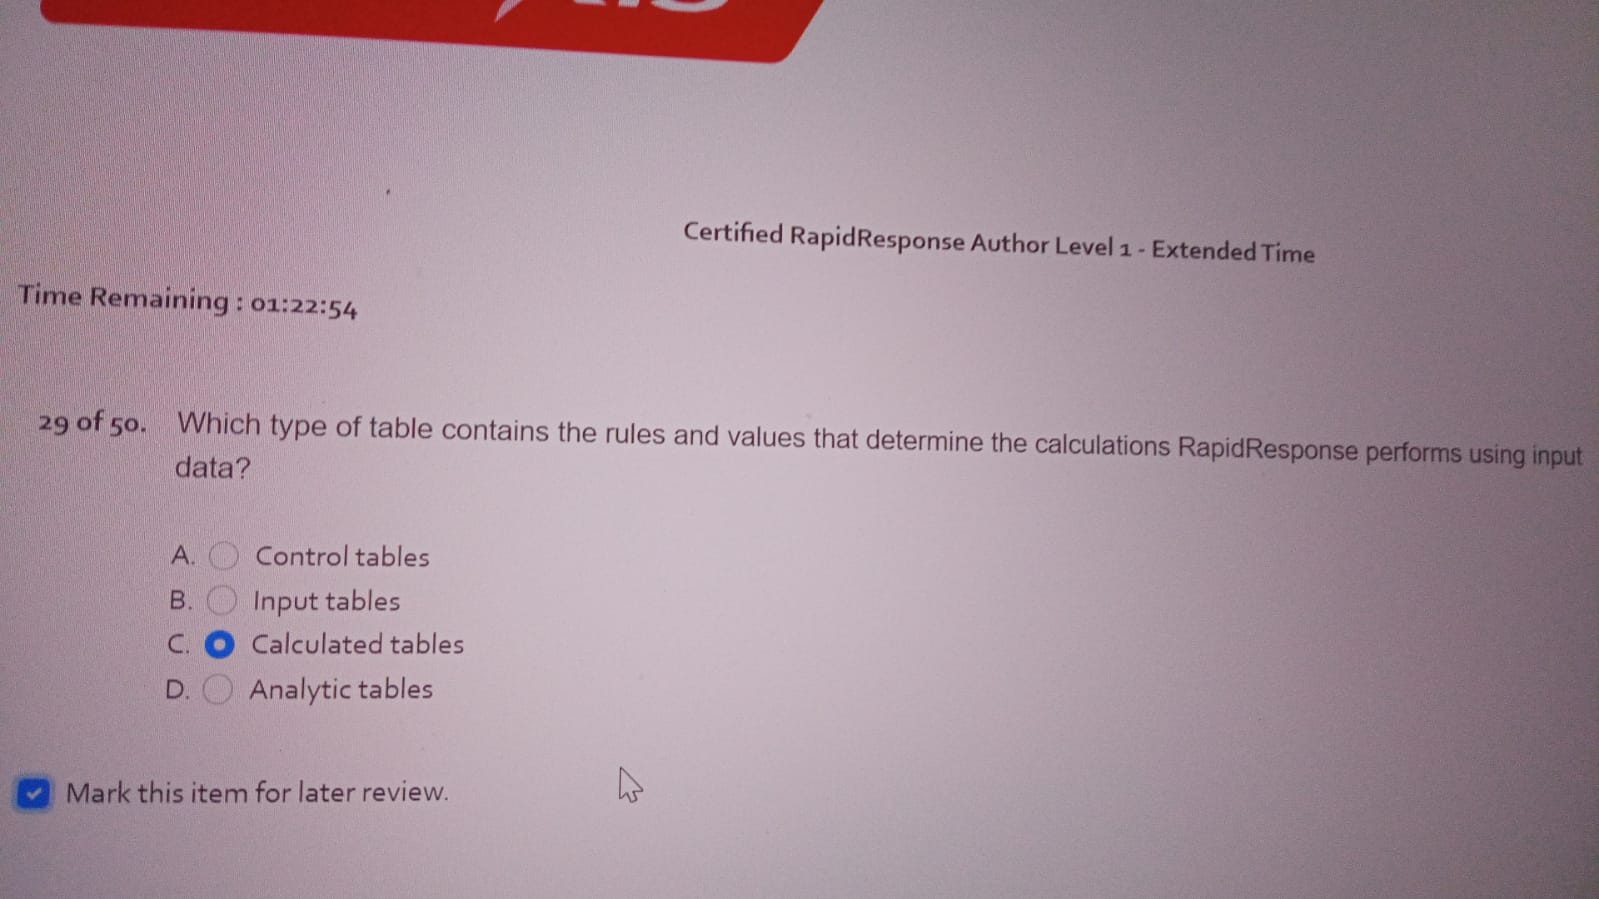 Certified RapidResponse Author Level 1 - Extended Time
Time Remaining : 01:22:54
29 of 50. Which type of table contains the rules and values that determine the calculations RapidResponse performs using input
data?
A. Control tables
B. Input tables
C. Calculated tables
D. Analytic tables
Mark this item for later review.